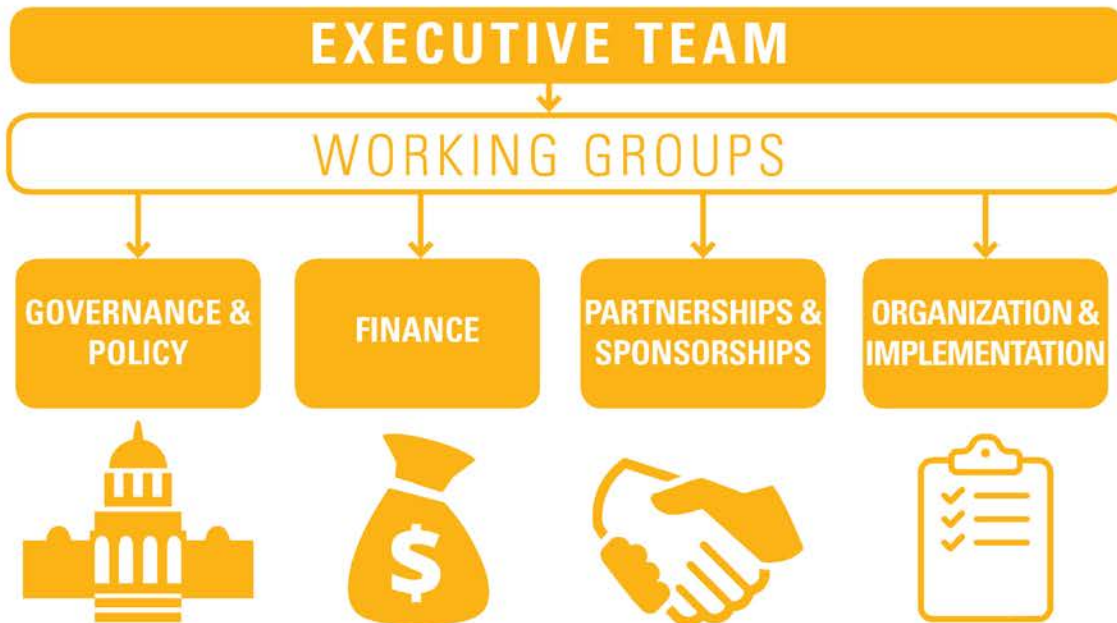 EXECUTIVE TEAM
WORKING GROUPS
GOVERNANCE &
POLICY
FINANCE
PARTNERSHIPS &
SPONSORSHIPS
ORGANIZATION &
IMPLEMENTATION
$